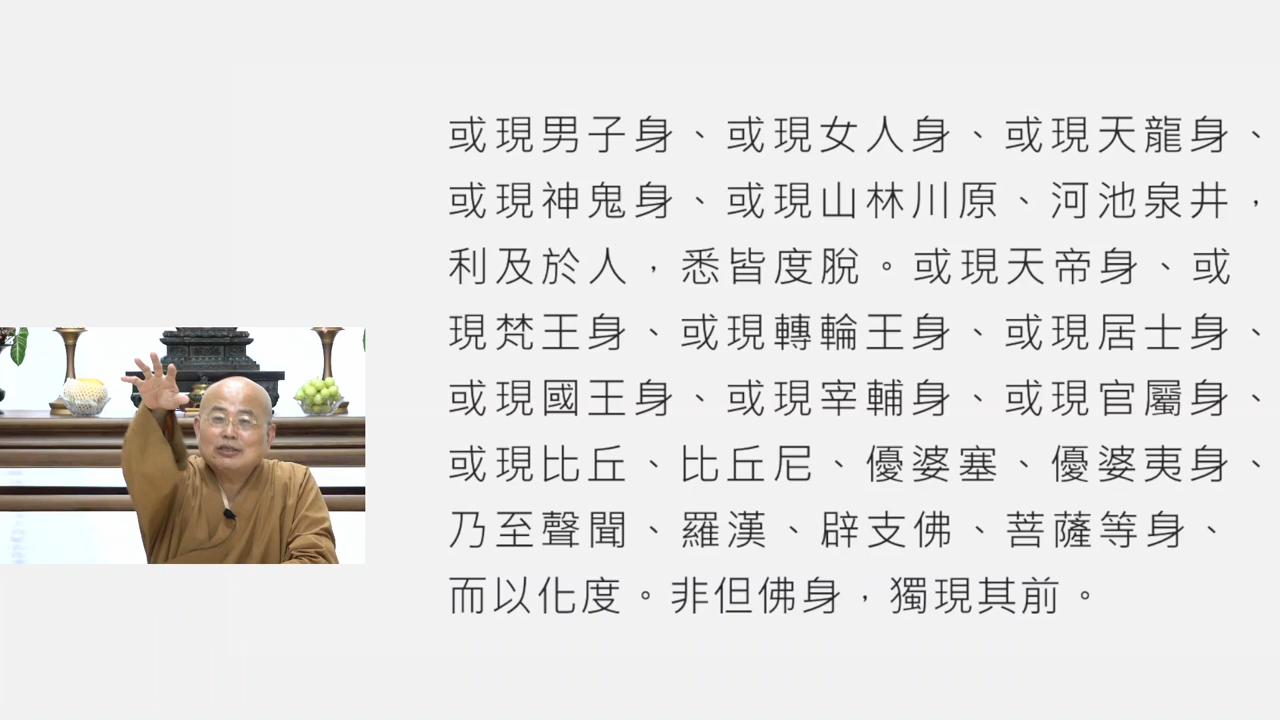 或現男子身、或現女人身、或現天龍身、
或現神鬼身、或現山林川原、河池泉井，
利及於人，悉皆度脫。或現天帝身、或
現梵王身、或現轉輪王身、或現居士身、
或現國王身、或現宰輔身、或現官屬身、
或現比丘、比丘尼、優婆塞、優婆夷身、
乃至聲聞、羅漢、辟支佛、菩薩等身、
而以化度。非但佛身，獨現其前。